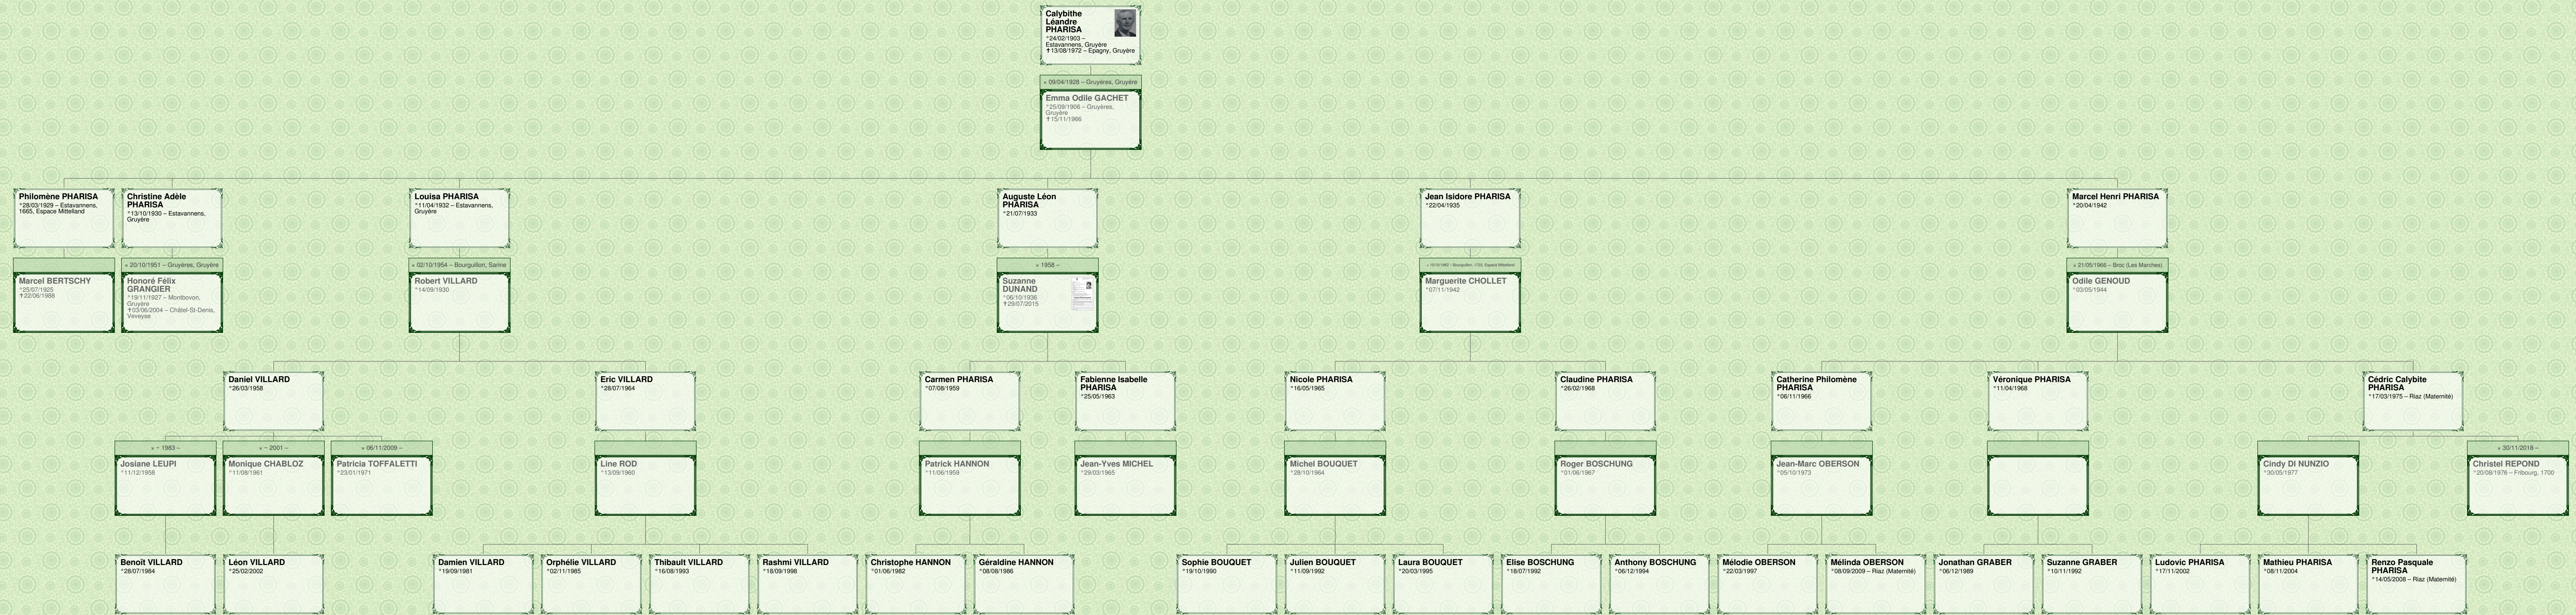 Calybithe
Léandre
PHARISA
*24/02/1903 –
Estavannens, Gruyère
✝13/08/1972 – Epagny, Gruyère
× 09/04/1928 – Gruyères, Gruyère
Emma Odile GACHET
*25/09/1906 – Gruyères,
Gruyère
✝15/11/1966
Philomène PHARISA
*28/03/1929 – Estavannens,
1665, Espace Mittelland
Christine Adèle
PHARISA
*13/10/1930 – Estavannens,
Gruyère
Louisa PHARISA
*11/04/1932 – Estavannens,
Gruyère
Auguste Léon
PHARISA
*21/07/1933
Jean Isidore PHARISA
*22/04/1935
Marcel Henri PHARISA
*20/04/1942
Marcel BERTSCHY
*25/07/1925
✝22/06/1988
× 20/10/1951 – Gruyères, Gruyère
Honoré Félix
GRANGIER
*19/11/1927 – Montbovon,
Gruyère
✝03/06/2004 – Châtel-St-Denis,
Veveyse
× 02/10/1954 – Bourguillon, Sarine
Robert VILLARD
*14/09/1930
× 1958 –
Suzanne
DUNAND
*06/10/1936
✝29/07/2015
Marguerite CHOLLET
*07/11/1942
× 21/05/1966 – Broc (Les Marches)
Odile GENOUD
*03/05/1944
Daniel VILLARD
*26/03/1958
Eric VILLARD
*28/07/1964
Carmen PHARISA
*07/08/1959
Fabienne Isabelle
PHARISA
*25/05/1963
Nicole PHARISA
*16/05/1965
Claudine PHARISA
*26/02/1968
Catherine Philomène
PHARISA
*06/11/1966
Véronique PHARISA
*11/04/1968
Cédric Calybite
PHARISA
*17/03/1975 – Riaz (Maternité)
× ~ 1983 –
Josiane LEUPI
*11/12/1958
× ~ 2001 –
Monique CHABLOZ
*11/08/1961
× 06/11/2009 –
Patricia TOFFALETTI
*23/01/1971
Line ROD
*13/09/1960
Patrick HANNON
*11/06/1959
Jean-Yves MICHEL
*29/03/1965
Michel BOUQUET
*28/10/1964
Roger BOSCHUNG
*01/06/1967
Jean-Marc OBERSON
*05/10/1973
Cindy DI NUNZIO
*30/05/1977
× 30/11/2018 –
Christel REPOND
*20/08/1976 – Fribourg, 1700
Benoît VILLARD
*28/07/1984
Léon VILLARD
*25/02/2002
Damien VILLARD
*19/09/1981
Orphélie VILLARD
*02/11/1985
Thibault VILLARD
*16/08/1993
Rashmi VILLARD
*18/09/1998
Christophe HANNON
*01/06/1982
Géraldine HANNON
*08/08/1986
Sophie BOUQUET
*19/10/1990
Julien BOUQUET
*11/09/1992
Laura BOUQUET
*20/03/1995
Elise BOSCHUNG
*18/07/1992
Anthony BOSCHUNG
*06/12/1994
Mélodie OBERSON
*22/03/1997
Mélinda OBERSON
*08/09/2009 – Riaz (Maternité)
Jonathan GRABER
*06/12/1989
Suzanne GRABER
*10/11/1992
Ludovic PHARISA
*17/11/2002
Mathieu PHARISA
*08/11/2004
Renzo Pasquale
PHARISA
*14/05/2008 – Riaz (Maternité)